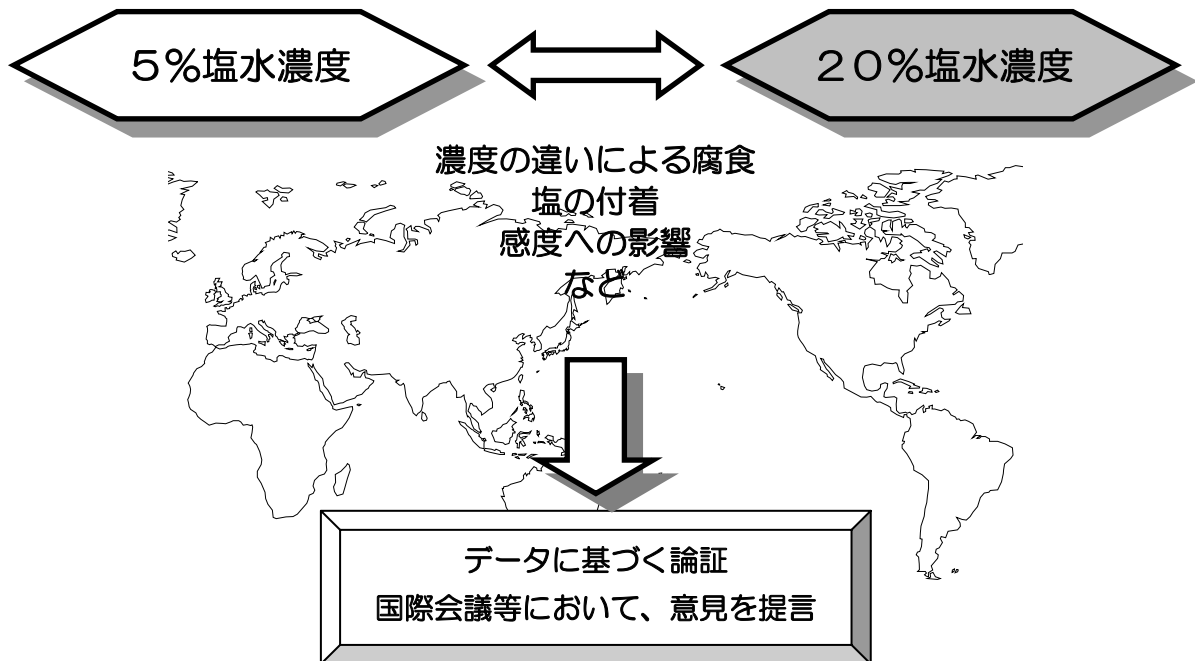 5%塩水濃度
20%塩水濃度
濃度の違いによる腐食
塩の付着
感度への影響
など
データに基づく論証
国際会議等において、意見を提言